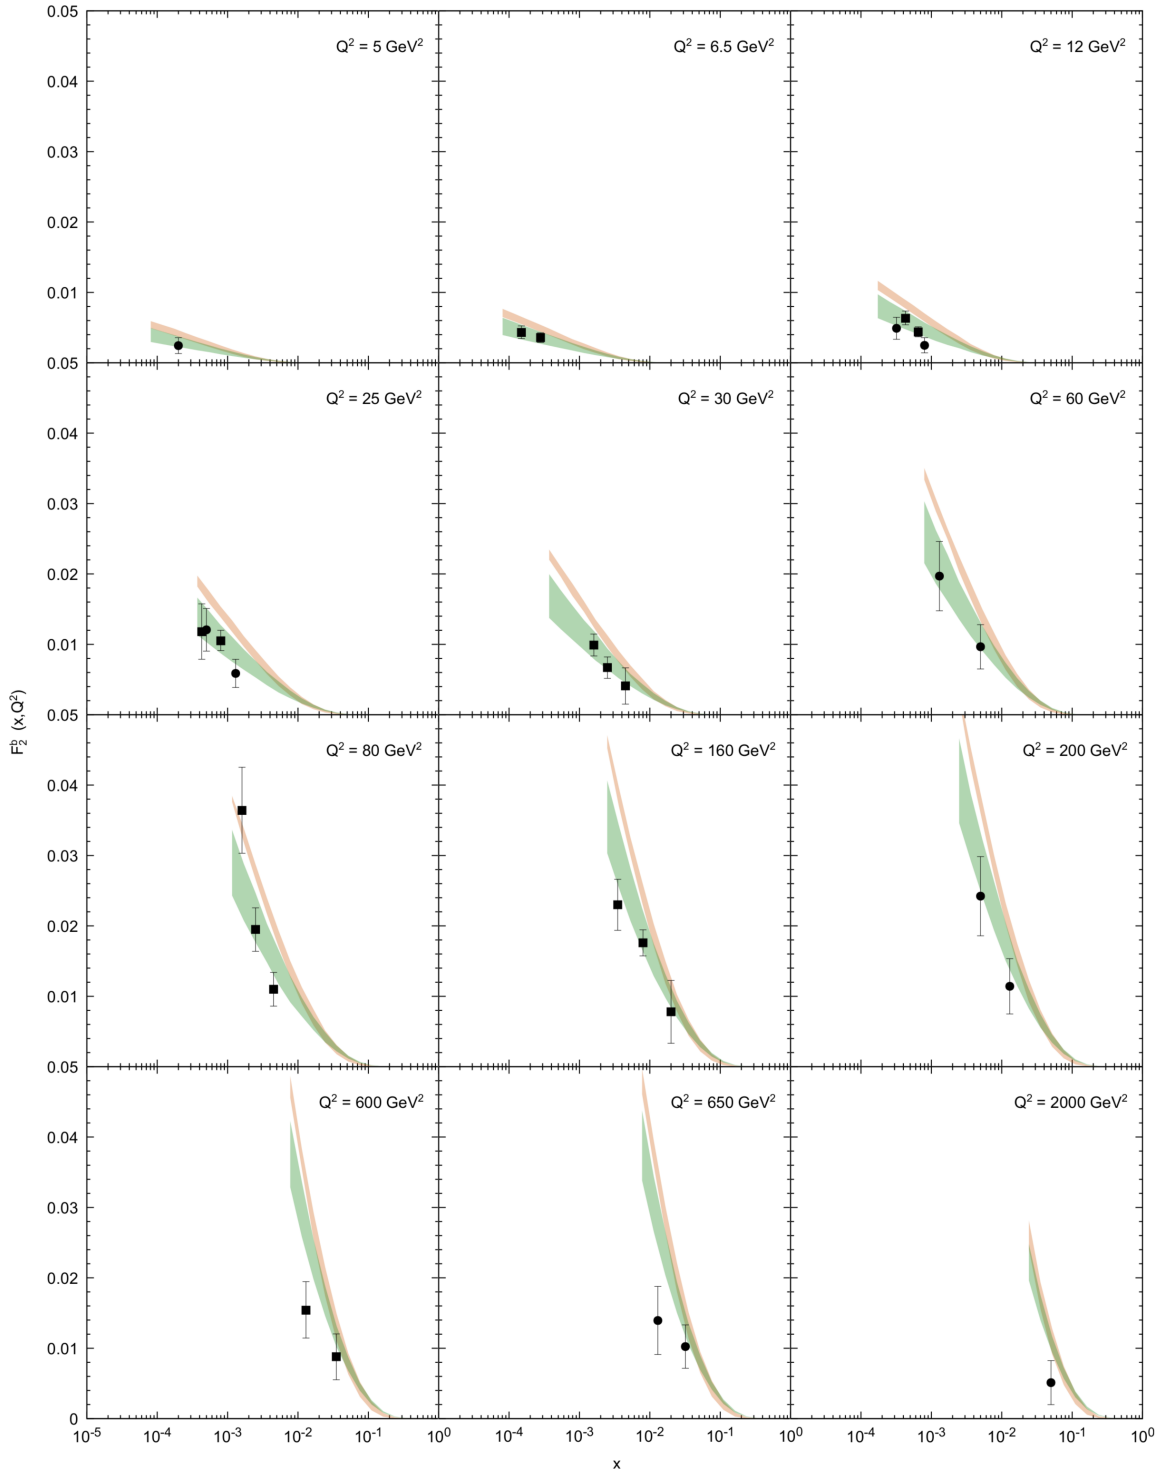 Q² = 5 GeV² Q² = 6.5 GeV² Q² = 12 GeV²
0.04
0.03
0.02
0.01
0.05
Q² = 25 GeV² Q² = 30 GeV² Q² = 60 GeV²
0.04
0.03
0.02
0.01
0.05
F₂ᵇ (x,Q²)
Q² = 80 GeV² Q² = 160 GeV² Q² = 200 GeV²
0.04
0.03
0.02
0.01
0.05
Q² = 600 GeV² Q² = 650 GeV² Q² = 2000 GeV²
0.04
0.03
0.02
0.01
0
10⁻⁵ 10⁻⁴ 10⁻³ 10⁻² 10⁻¹ 10⁰ 10⁻⁴ 10⁻³ 10⁻² 10⁻¹ 10⁰ 10⁻⁴ 10⁻³ 10⁻² 10⁻¹ 10⁰
x